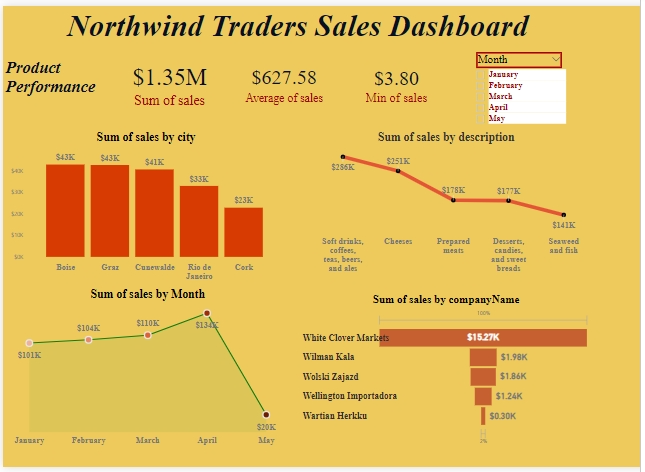 Northwind Traders Sales Dashboard
Product
Performance
$1.35M
Sum of sales
$627.58
Average of sales
$3.80
Min of sales
Month
January
February
March
April
May
Sum of sales by city
$40K
$30K
$20K
$10K
$0K
$43K
$43K
$41K
$33K
$23K
Boise
Graz
Cunewalde
Rio de
Janeiro
Cork
Sum of sales by description
$286K
$251K
$178K
$177K
$141K
Soft drinks,
coffees,
teas, beers,
and ales
Cheeses
Prepared
meats
Desserts,
candies,
and sweet
breads
Seaweed
and fish
Sum of sales by Month
$101K
$104K
$110K
$134K
$20K
January
February
March
April
May
Sum of sales by companyName
100%
White Clover Markets
$15.27K
Wilman Kala
$1.98K
Wolski Zajazd
$1.86K
Wellington Importadora
$1.24K
Wartian Herkku
$0.30K
2%